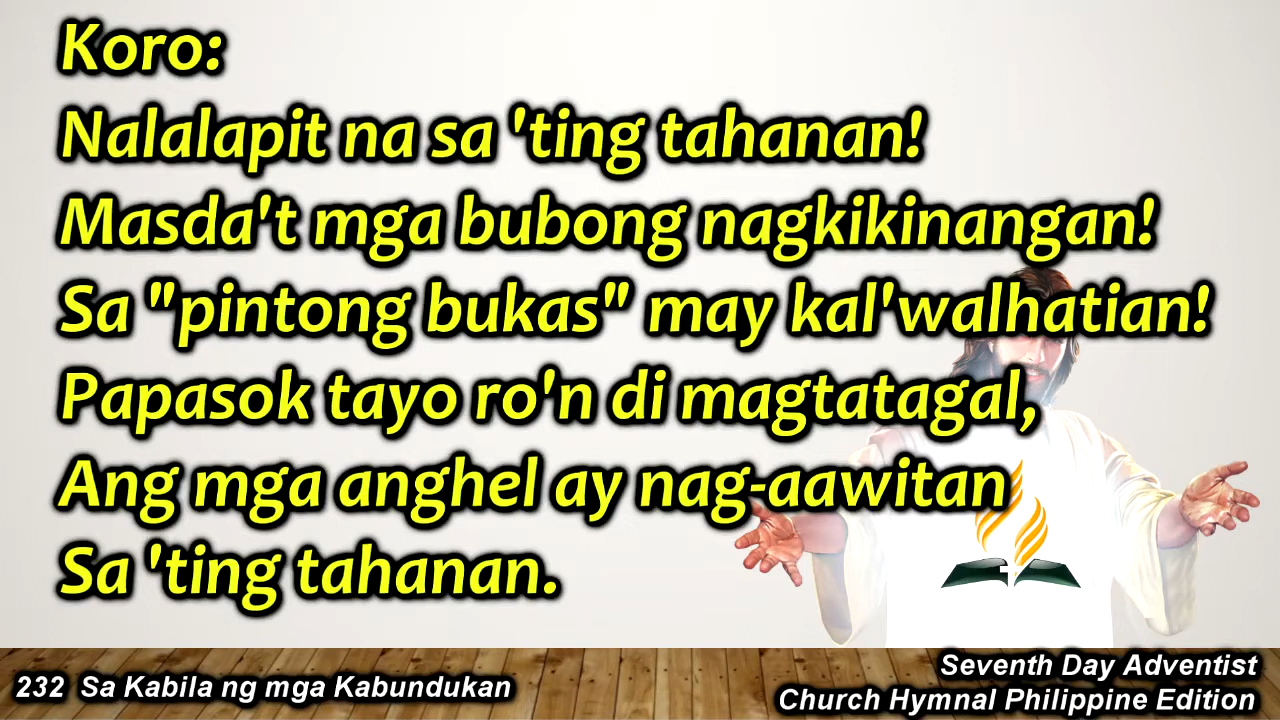 Koro:
Nalalapit na sa 'ting tahanan!
Masda't mga bubong nagkikinangan!
Sa "pintong bukas" may kal'walhatian!
Papasok tayo ro'n di magtatagal,
Ang mga anghel ay nag-aawitan
Sa 'ting tahanan.
232 Sa Kabila ng mga Kabundukan
Seventh Day Adventist
Church Hymnal Philippine Edition